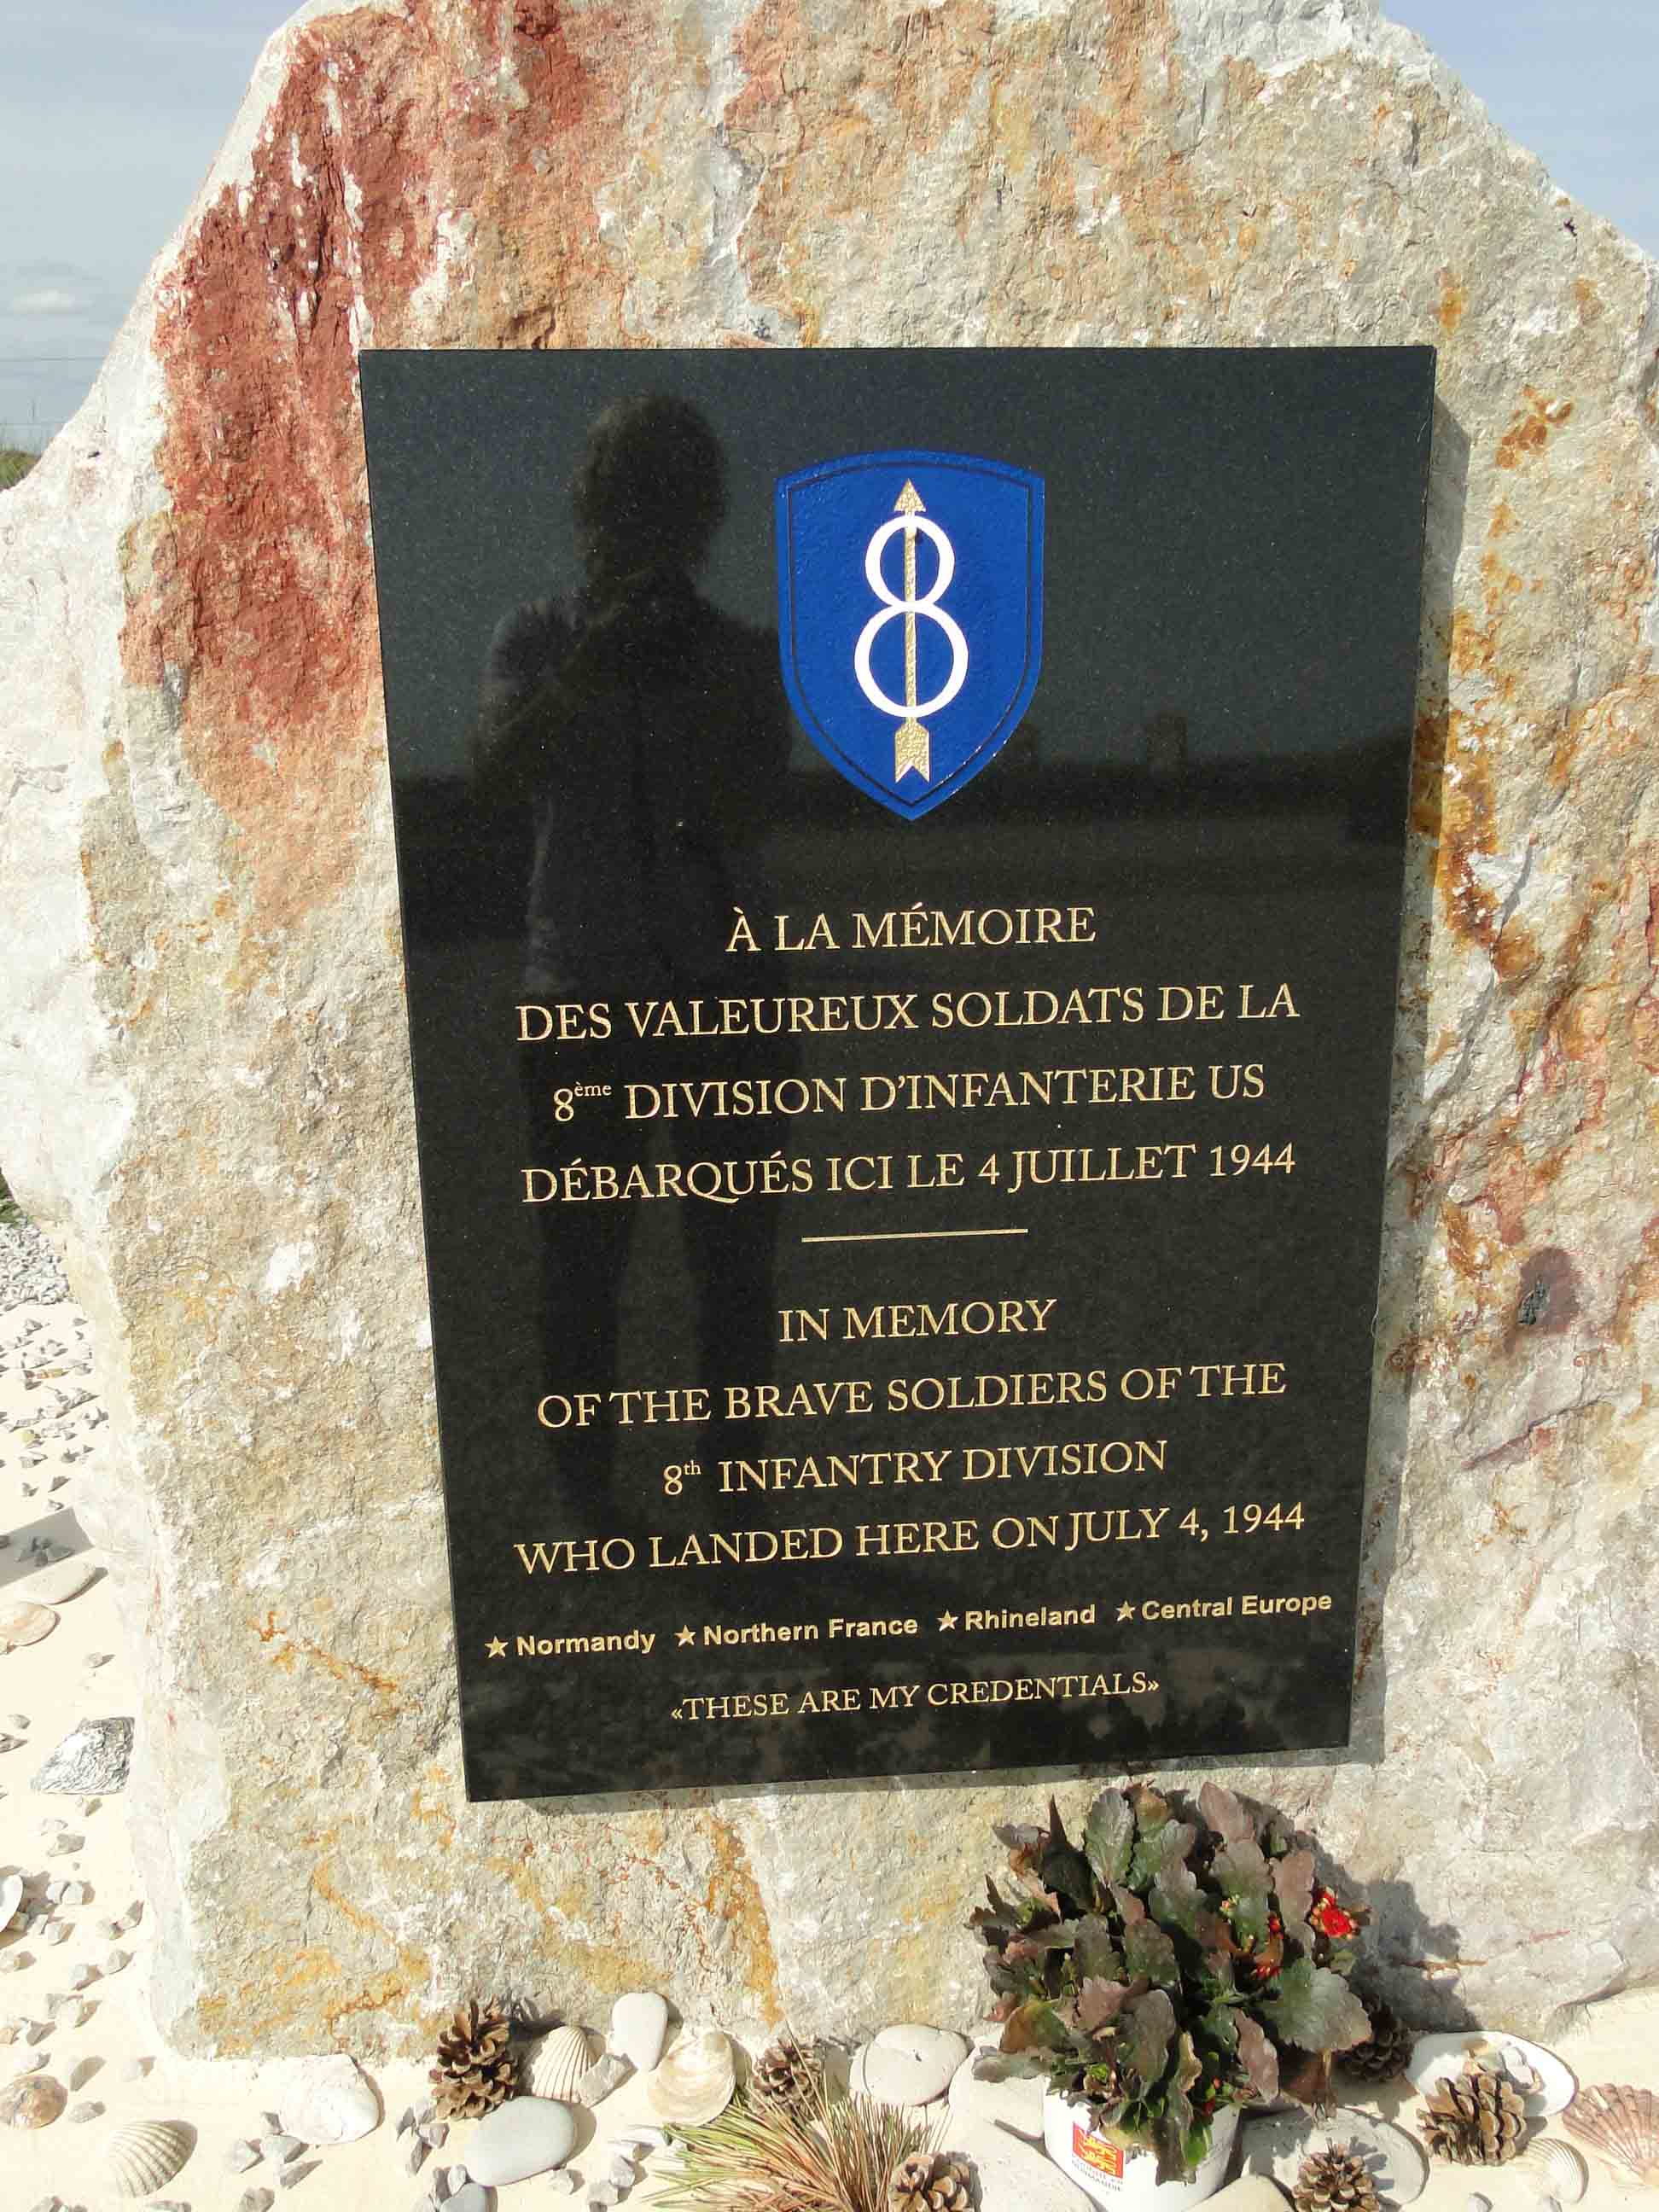 8
À LA MÉMOIRE
DES VALEUREUX SOLDATS DE LA
8ème DIVISION D'INFANTERIE US
DÉBARQUÉS ICI LE 4 JUILLET 1944
IN MEMORY
OF THE BRAVE SOLDIERS OF THE
8th INFANTRY DIVISION
WHO LANDED HERE ON JULY 4, 1944
★ Normandy ★ Northern France ★ Rhineland ★ Central Europe
«THESE ARE MY CREDENTIALS»